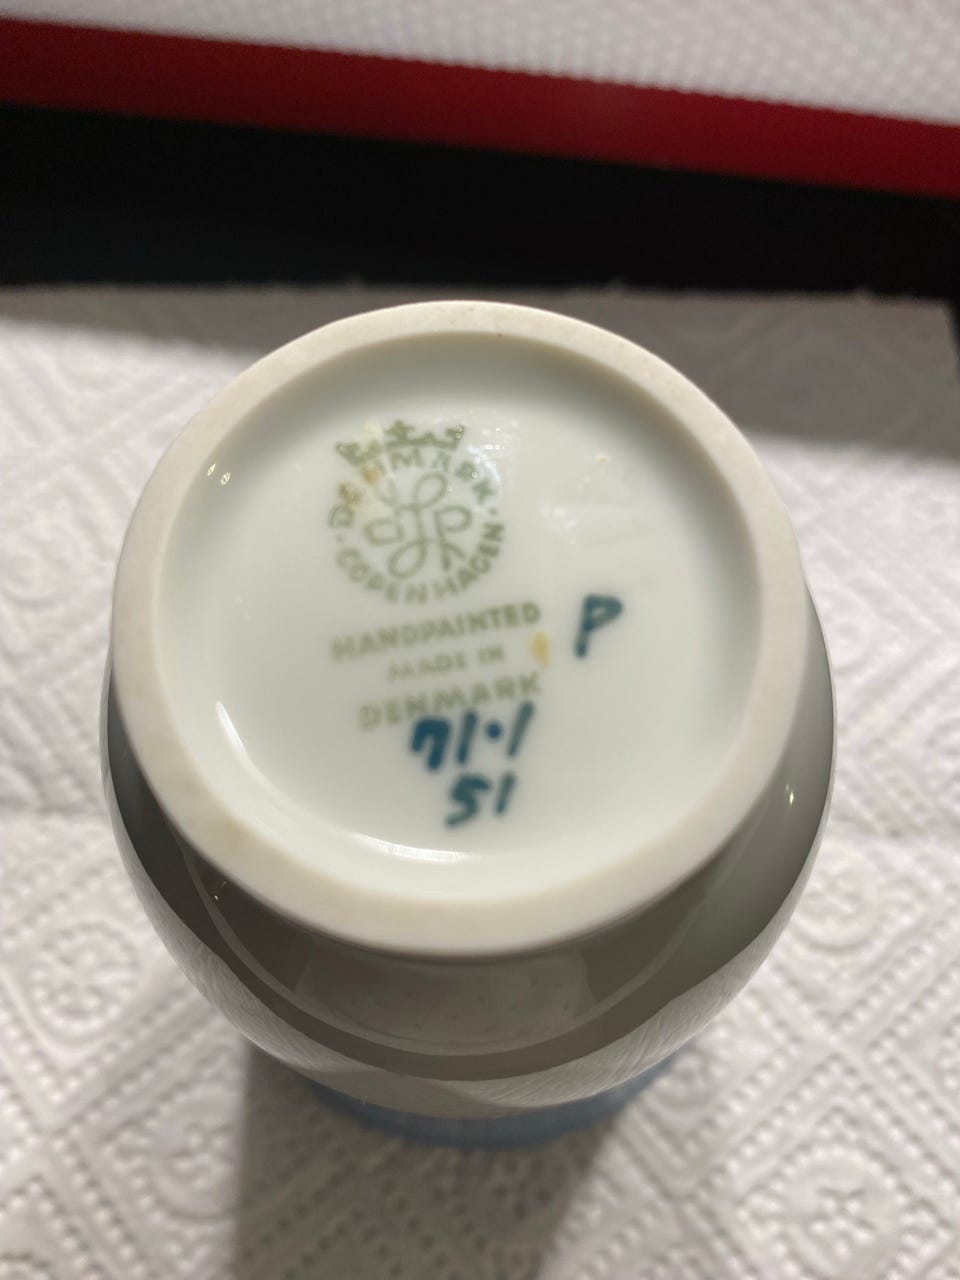 DENMARK
· COPENHAGEN ·
HANDPAINTED
MADE IN
DENMARK
P
71·1
51